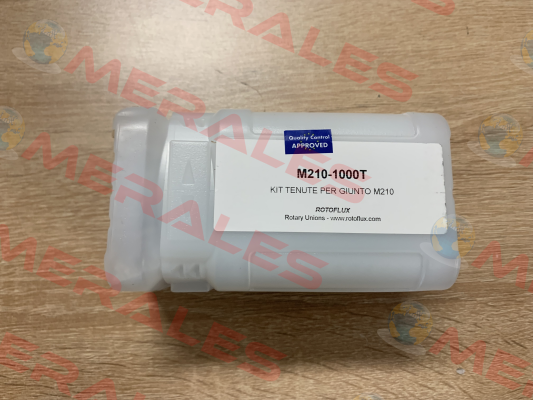 Quality Control
APPROVED
M210-1000T
KIT TENUTE PER GIUNTO M210
ROTOFLUX
Rotary Unions - www.rotoflux.com
MERALES
MERALES
MERALES
MERALES